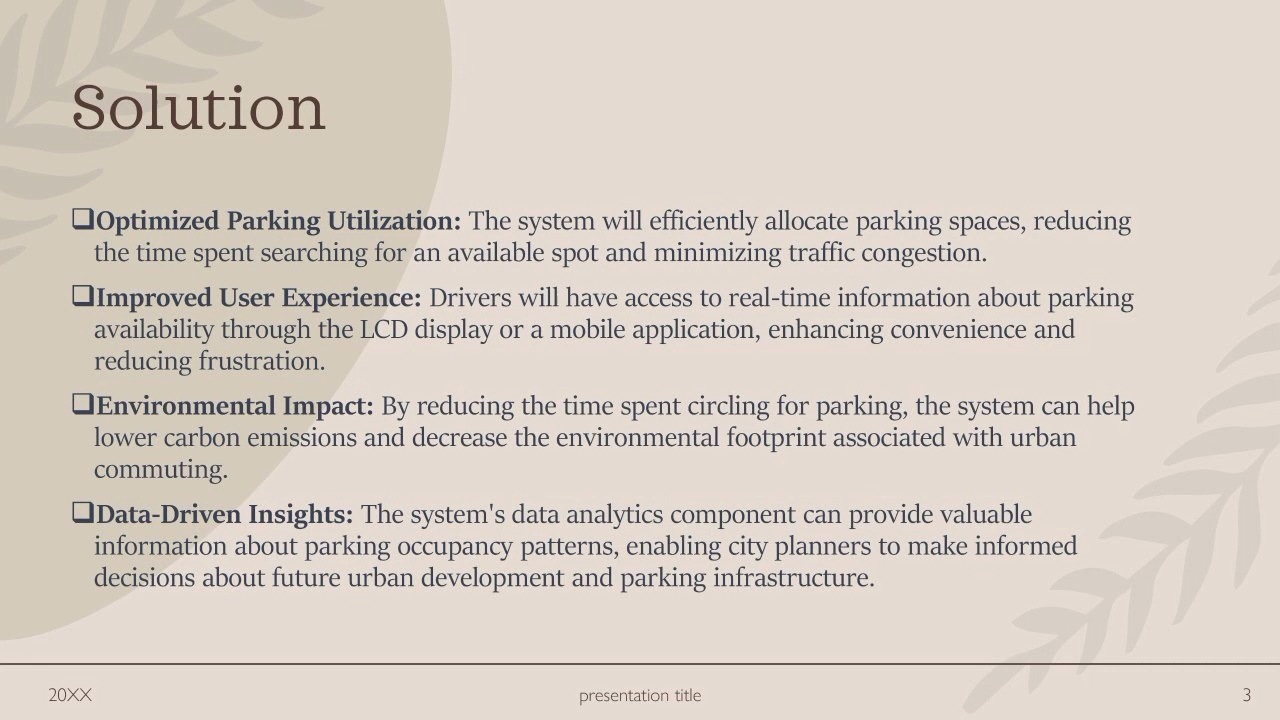 Solution
❑Optimized Parking Utilization: The system will efficiently allocate parking spaces, reducing
the time spent searching for an available spot and minimizing traffic congestion.
❑Improved User Experience: Drivers will have access to real-time information about parking
availability through the LCD display or a mobile application, enhancing convenience and
reducing frustration.
❑Environmental Impact: By reducing the time spent circling for parking, the system can help
lower carbon emissions and decrease the environmental footprint associated with urban
commuting.
❑Data-Driven Insights: The system's data analytics component can provide valuable
information about parking occupancy patterns, enabling city planners to make informed
decisions about future urban development and parking infrastructure.
20XX
presentation title
3